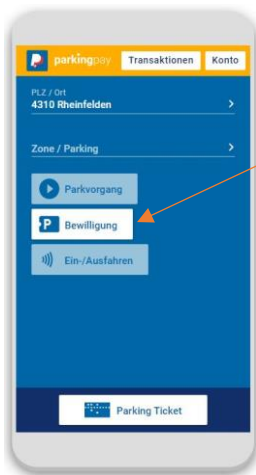 parkingpay Transaktionen Konto
PLZ / Ort
4310 Rheinfelden >
Zone / Parking >
Parkvorgang
P Bewilligung
Ein-/Ausfahren
Parking Ticket